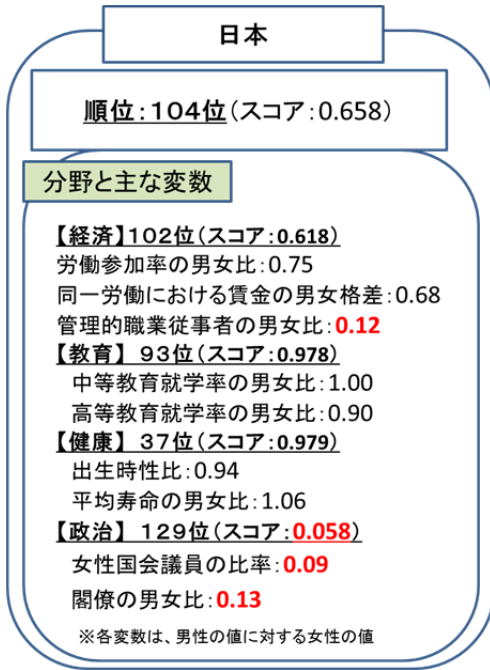 日本
順位:104位(スコア:0.658)
分野と主な変数
【経済】102位(スコア:0.618)
労働参加率の男女比:0.75
同一労働における賃金の男女格差:0.68
管理的職業従事者の男女比:0.12
【教育】 93位(スコア:0.978)
中等教育就学率の男女比:1.00
高等教育就学率の男女比:0.90
【健康】 37位(スコア:0.979)
出生時性比:0.94
平均寿命の男女比:1.06
【政治】 129位(スコア:0.058)
女性国会議員の比率:0.09
閣僚の男女比:0.13
※各変数は、男性の値に対する女性の値